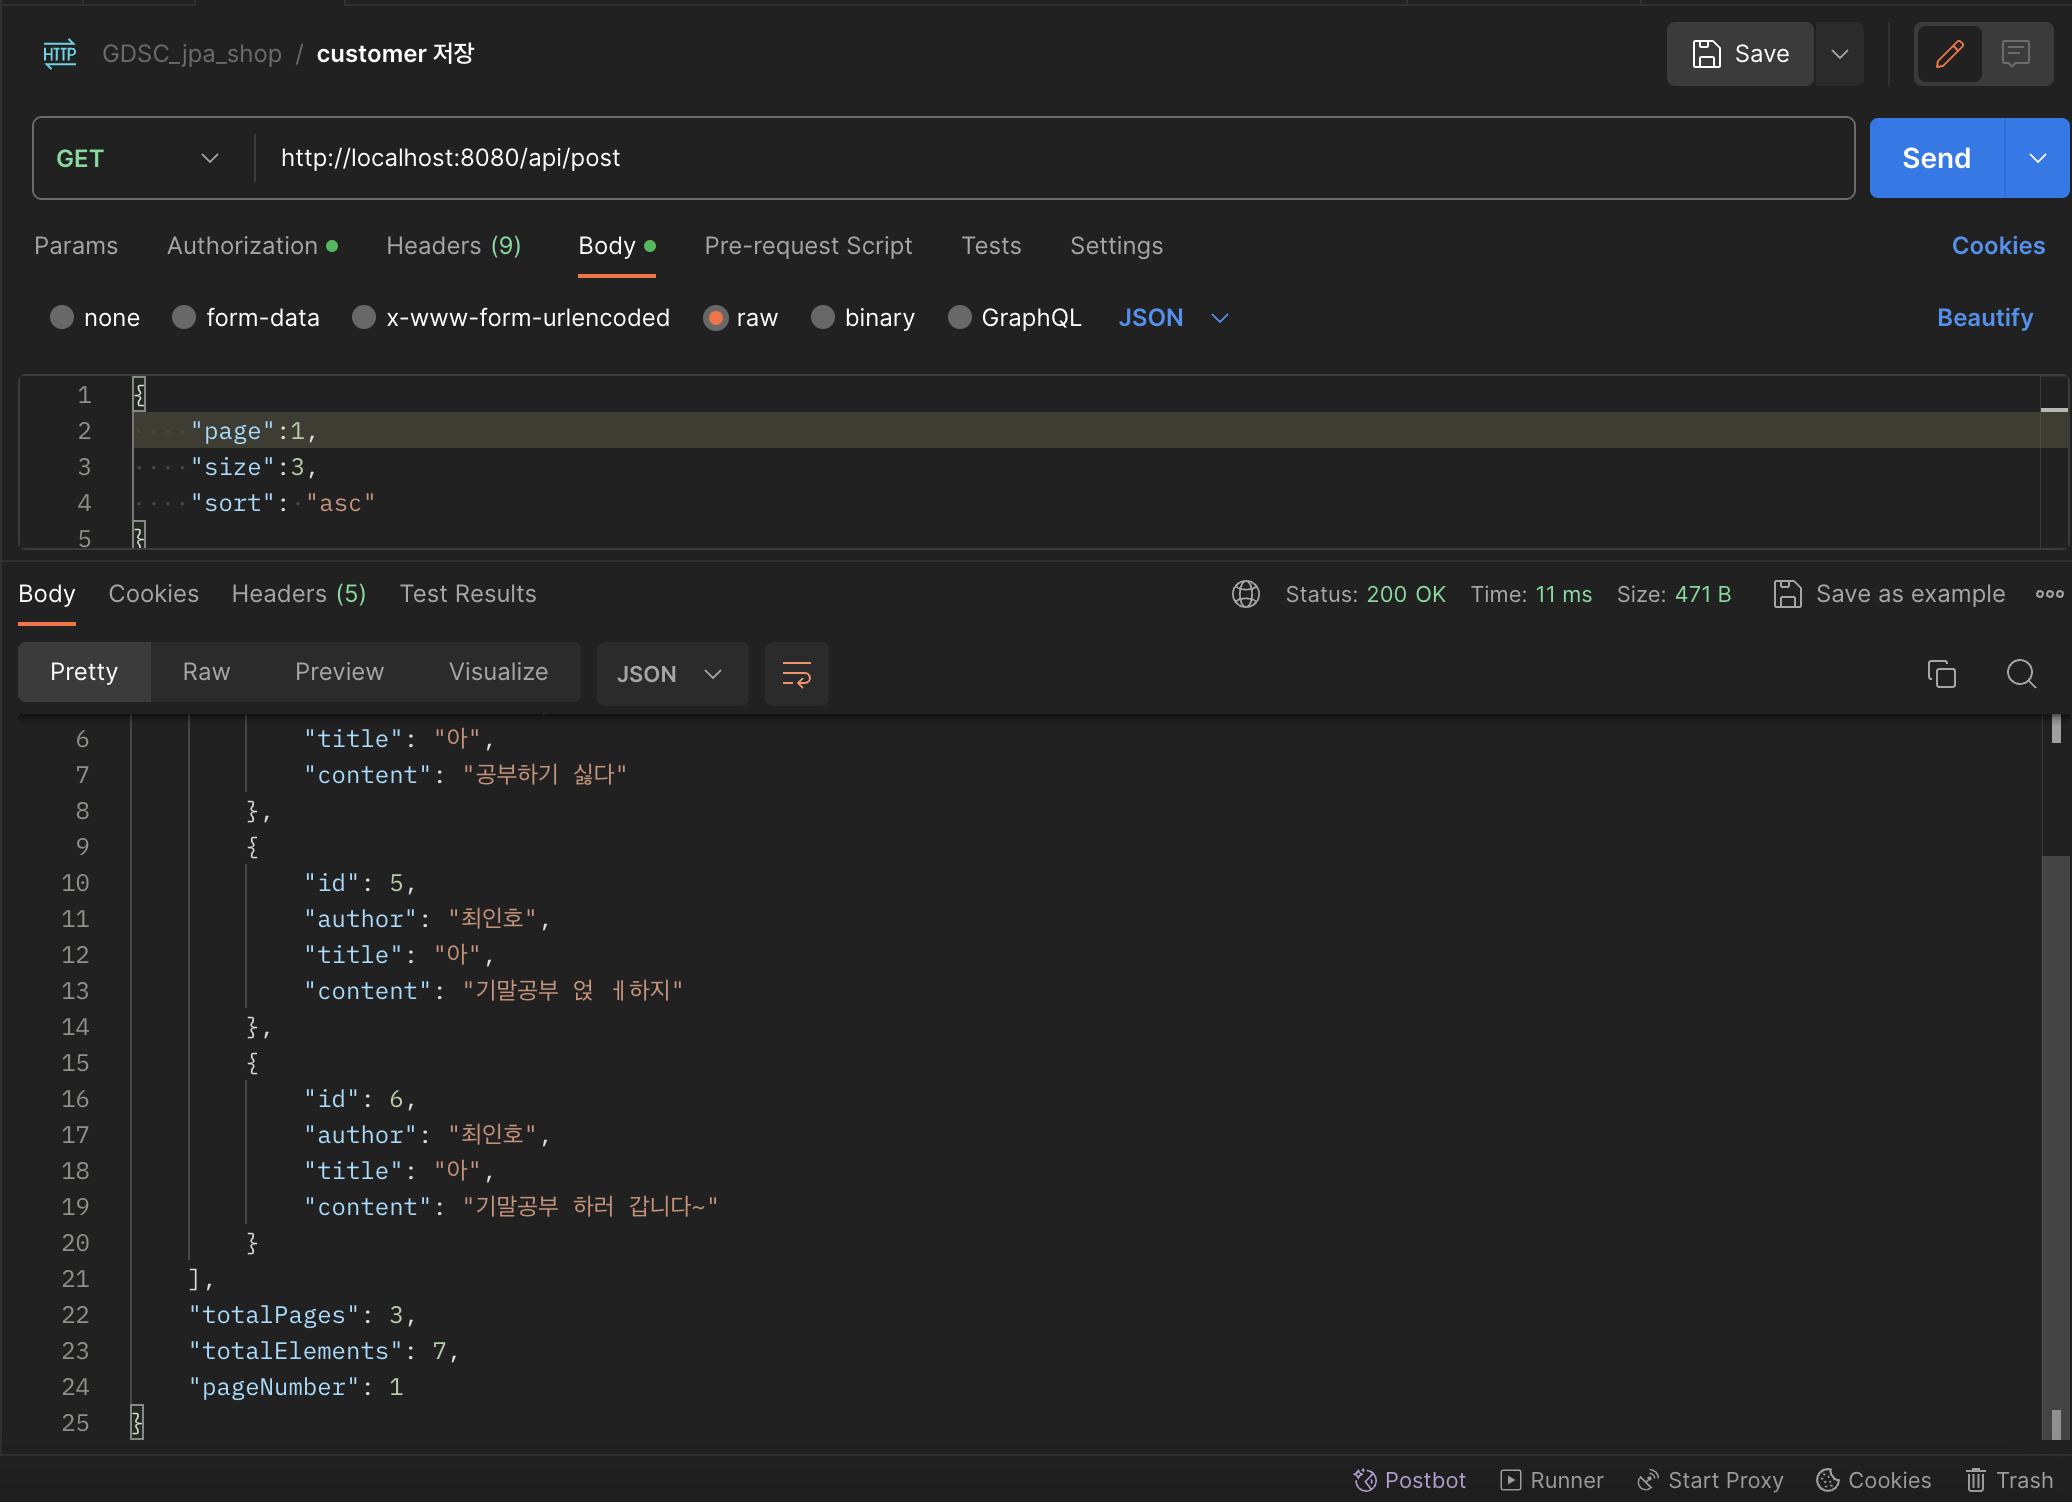 HTTP GDSC_jpa_shop / customer 저장 Save
GET http://localhost:8080/api/post Send
Params Authorization Headers (9) Body Pre-request Script Tests Settings Cookies
none form-data x-www-form-urlencoded raw binary GraphQL JSON Beautify
1 {
2 "page":1,
3 "size":3,
4 "sort": "asc"
5 }
Body Cookies Headers (5) Test Results Status: 200 OK Time: 11 ms Size: 471 B Save as example
Pretty Raw Preview Visualize JSON
6 "title": "아",
7 "content": "공부하기 싫다"
8 },
9 {
10 "id": 5,
11 "author": "최인호",
12 "title": "아",
13 "content": "기말공부 얹 ㅔ하지"
14 },
15 {
16 "id": 6,
17 "author": "최인호",
18 "title": "아",
19 "content": "기말공부 하러 갑니다~"
20 }
21 ],
22 "totalPages": 3,
23 "totalElements": 7,
24 "pageNumber": 1
25 }
Postbot Runner Start Proxy Cookies Trash